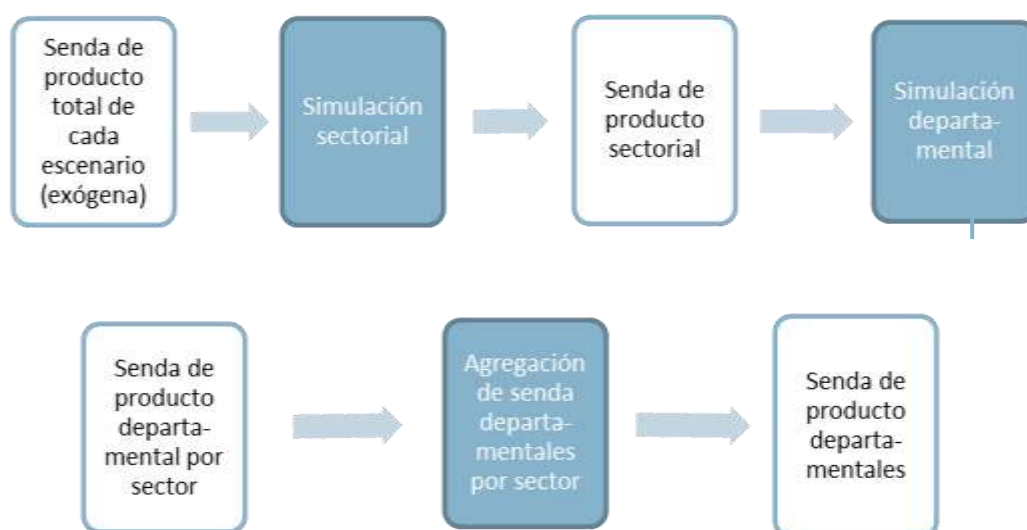 Senda de
producto
total de
cada
escenario
(exógena)
Simulación
sectorial
Senda de
producto
sectorial
Simulación
departa-
mental
Senda de
producto
departa-
mental por
sector
Agregación
de senda
departa-
mentales
por sector
Senda de
producto
departa-
mentales